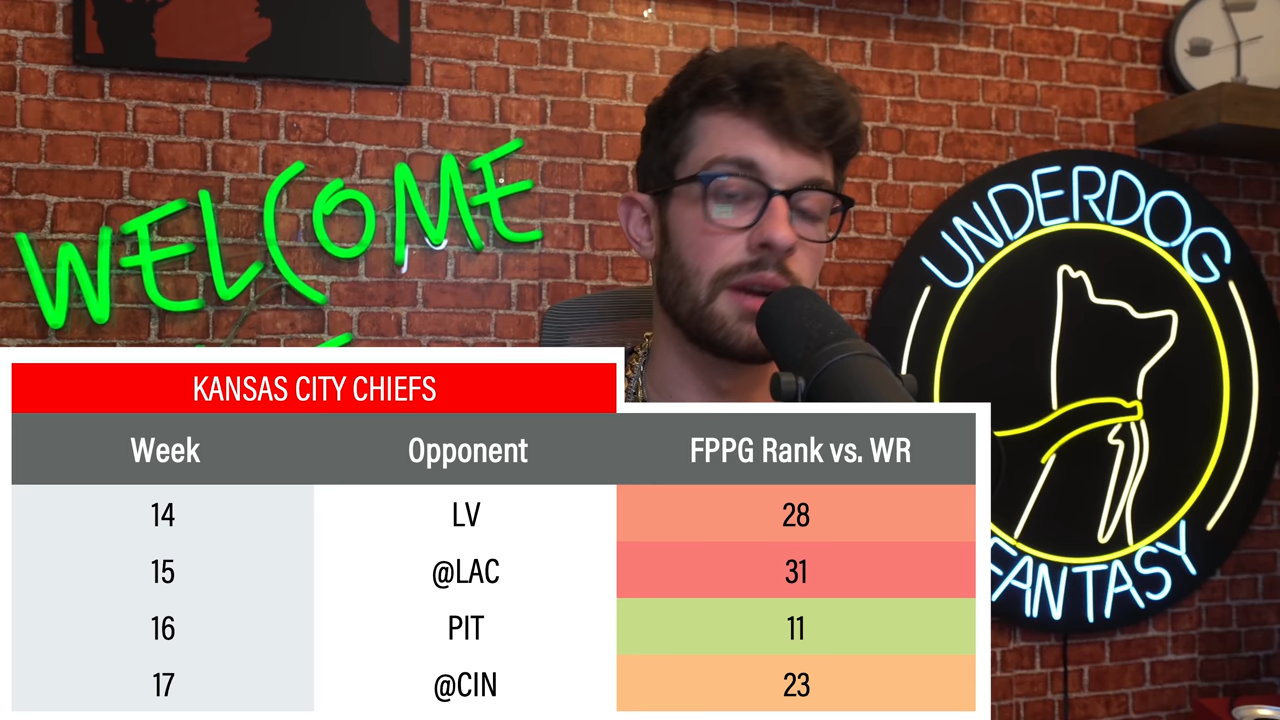 WELCOME
UNDERDOG
FANTASY
KANSAS CITY CHIEFS
Week Opponent FPPG Rank vs. WR
14 LV 28
15 @LAC 31
16 PIT 11
17 @CIN 23